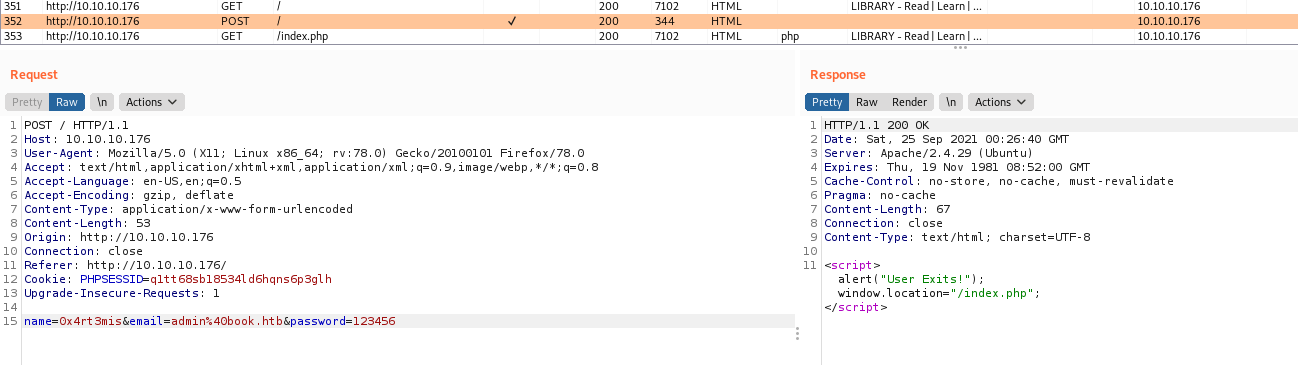 351 http://10.10.10.176 GET / 200 7102 HTML LIBRARY - Read | Learn | ... 10.10.10.176
352 http://10.10.10.176 POST / ✓ 200 344 HTML 10.10.10.176
353 http://10.10.10.176 GET /index.php 200 7102 HTML php LIBRARY - Read | Learn | ... 10.10.10.176
Request
Pretty Raw \n Actions
1 POST / HTTP/1.1
2 Host: 10.10.10.176
3 User-Agent: Mozilla/5.0 (X11; Linux x86_64; rv:78.0) Gecko/20100101 Firefox/78.0
4 Accept: text/html,application/xhtml+xml,application/xml;q=0.9,image/webp,*/*;q=0.8
5 Accept-Language: en-US,en;q=0.5
6 Accept-Encoding: gzip, deflate
7 Content-Type: application/x-www-form-urlencoded
8 Content-Length: 53
9 Origin: http://10.10.10.176
10 Connection: close
11 Referer: http://10.10.10.176/
12 Cookie: PHPSESSID=q1tt68sb18534ld6hqns6p3glh
13 Upgrade-Insecure-Requests: 1
14
15 name=0x4rt3mis&email=admin%40book.htb&password=123456
Response
Pretty Raw Render \n Actions
1 HTTP/1.1 200 OK
2 Date: Sat, 25 Sep 2021 00:26:40 GMT
3 Server: Apache/2.4.29 (Ubuntu)
4 Expires: Thu, 19 Nov 1981 08:52:00 GMT
5 Cache-Control: no-store, no-cache, must-revalidate
6 Pragma: no-cache
7 Content-Length: 67
8 Connection: close
9 Content-Type: text/html; charset=UTF-8
10
11 <script>
alert("User Exits!");
window.location="/index.php";
</script>